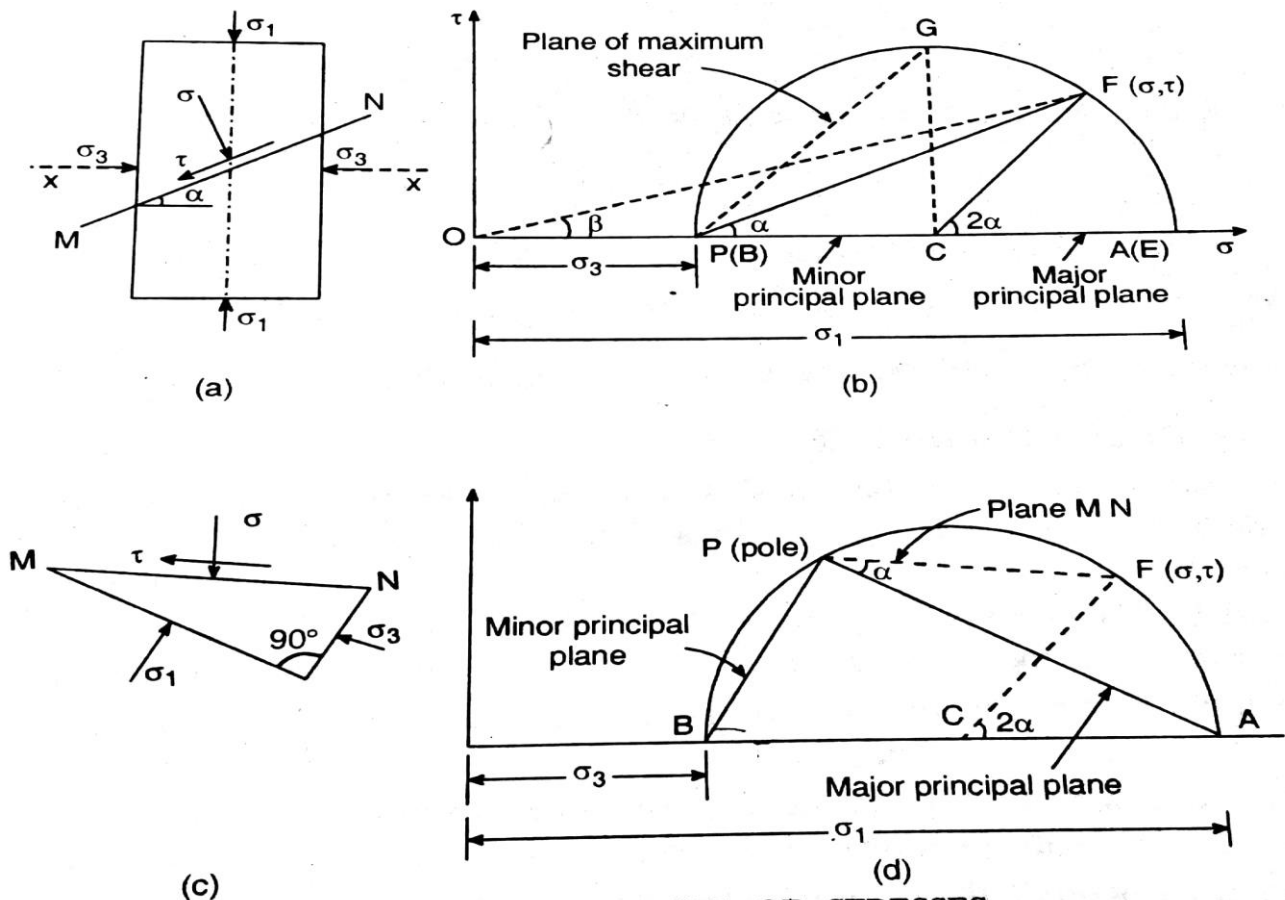 σ1
σ
N
σ3
τ
σ3
x
x
α
M
σ1
(a)
τ
G
Plane of maximum
shear
F (σ,τ)
β
α
2α
O
P(B)
C
A(E)
σ
σ3
Minor
principal plane
Major
principal plane
σ1
(b)
σ
M
τ
N
90°
σ3
σ1
(c)
Plane M N
P (pole)
α
F (σ,τ)
Minor principal
plane
B
C
2α
A
σ3
Major principal plane
σ1
(d)
STRESSES